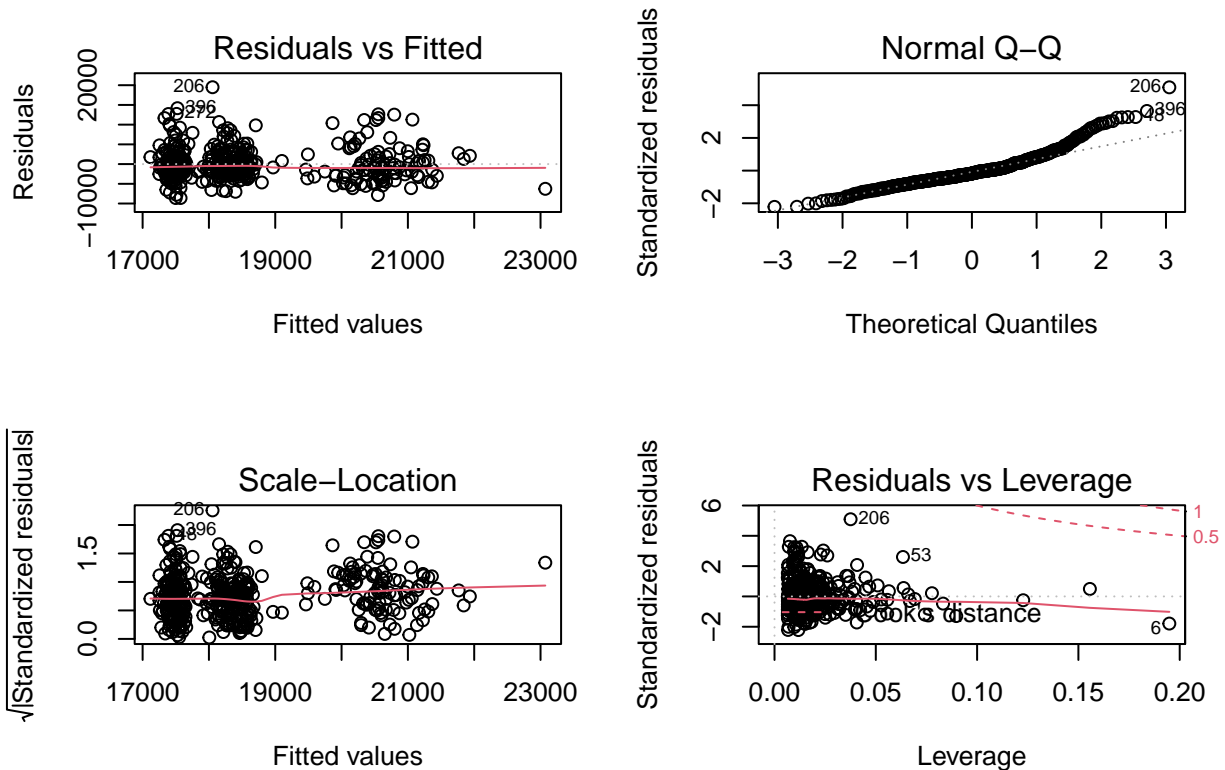 Residuals vs Fitted
Residuals
20000
−10000
206
396
272
17000 19000 21000 23000
Fitted values
Normal Q−Q
Standardized residuals
2
−2
206
396
48
−3 −2 −1 0 1 2 3
Theoretical Quantiles
Scale−Location
√|Standardized residuals|
1.5
0.0
206
396
48
17000 19000 21000 23000
Fitted values
Residuals vs Leverage
Standardized residuals
6
2
−2
206
53
6
1
0.5
Cook's distance
0.00 0.05 0.10 0.15 0.20
Leverage